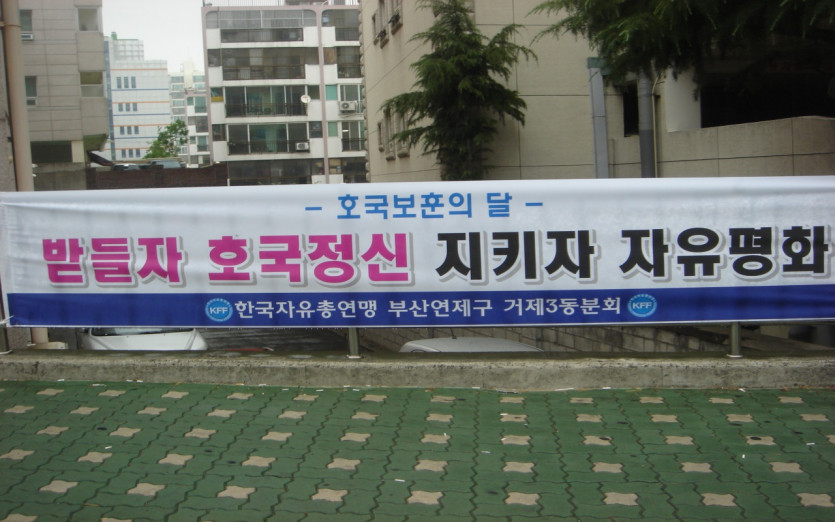 - 호국보훈의 달 -
받들자 호국정신 지키자 자유평화
KFF 한국자유총연맹 부산연제구 거제3동분회 KFF